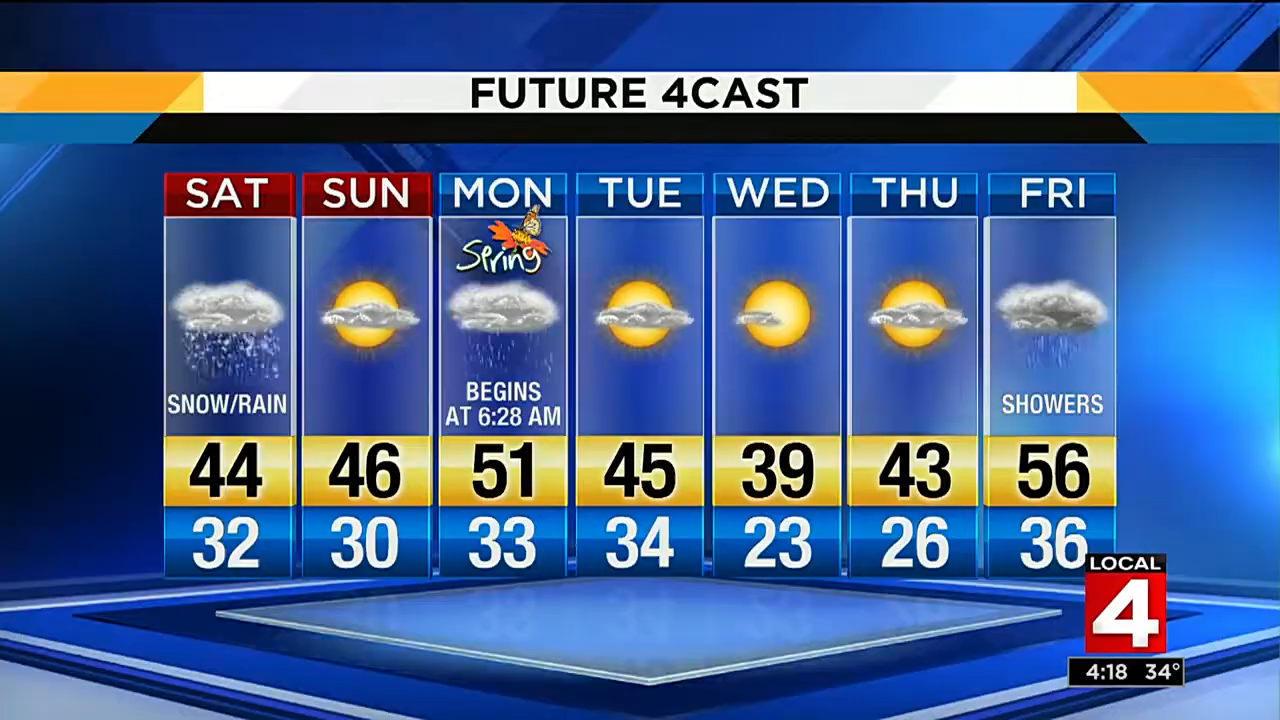 FUTURE 4CAST
SAT SUN MON TUE WED THU FRI
Spring
SNOW/RAIN
BEGINS
AT 6:28 AM
SHOWERS
44 46 51 45 39 43 56
32 30 33 34 23 26 36
LOCAL
4
4:18 34°